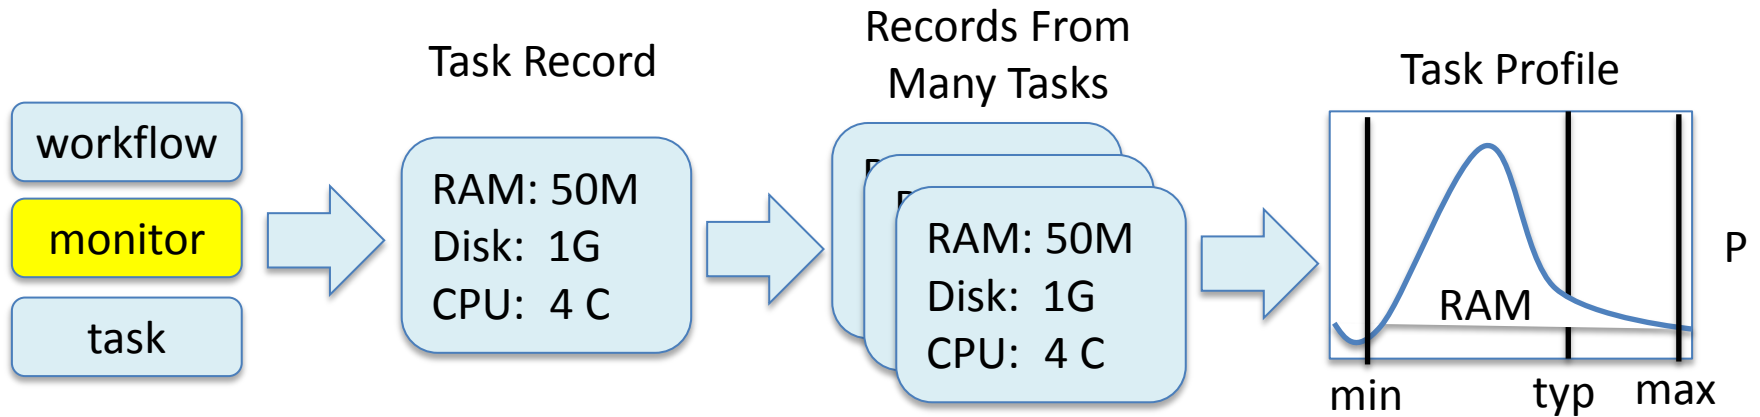 workflow
monitor
task
Task Record
RAM: 50M
Disk: 1G
CPU: 4 C
Records From
Many Tasks
RAM: 50M
Disk: 1G
CPU: 4 C
Task Profile
RAM
P
min
typ
max